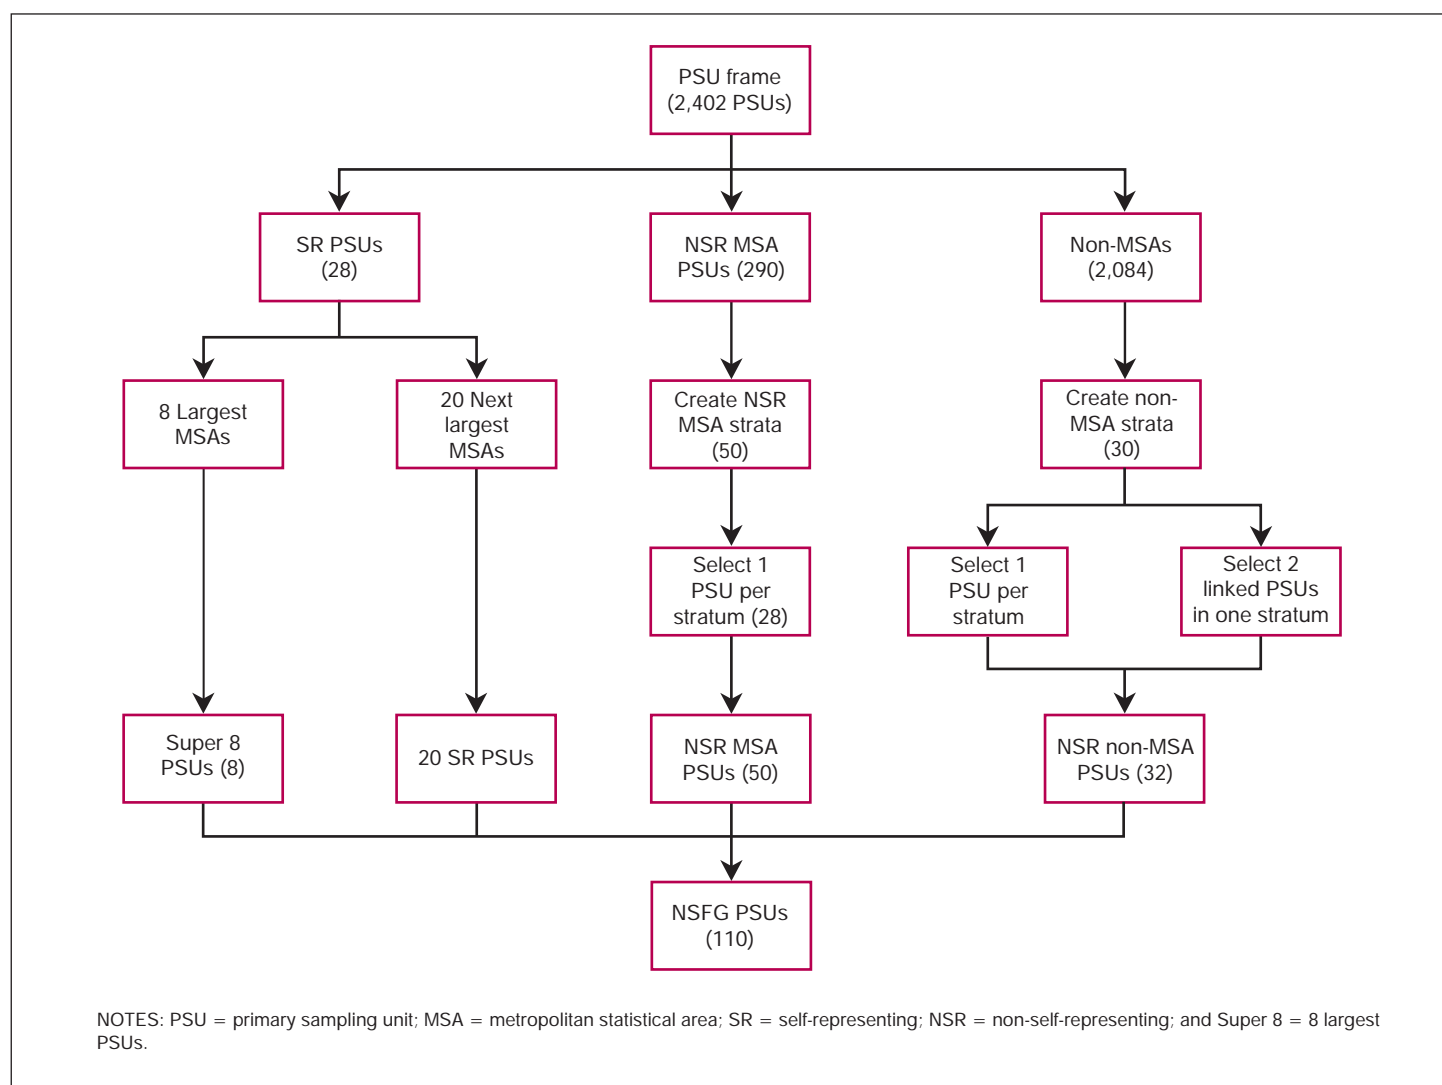 PSU frame
(2,402 PSUs)
SR PSUs
(28)
NSR MSA
PSUs (290)
Non-MSAs
(2,084)
8 Largest
MSAs
20 Next
largest
MSAs
Create NSR
MSA strata
(50)
Create non-
MSA strata
(30)
Select 1
PSU per
stratum (28)
Select 1
PSU per
stratum
Select 2
linked PSUs
in one stratum
Super 8
PSUs (8)
20 SR PSUs
NSR MSA
PSUs (50)
NSR non-MSA
PSUs (32)
NSFG PSUs
(110)
NOTES: PSU = primary sampling unit; MSA = metropolitan statistical area; SR = self-representing; NSR = non-self-representing; and Super 8 = 8 largest
PSUs.